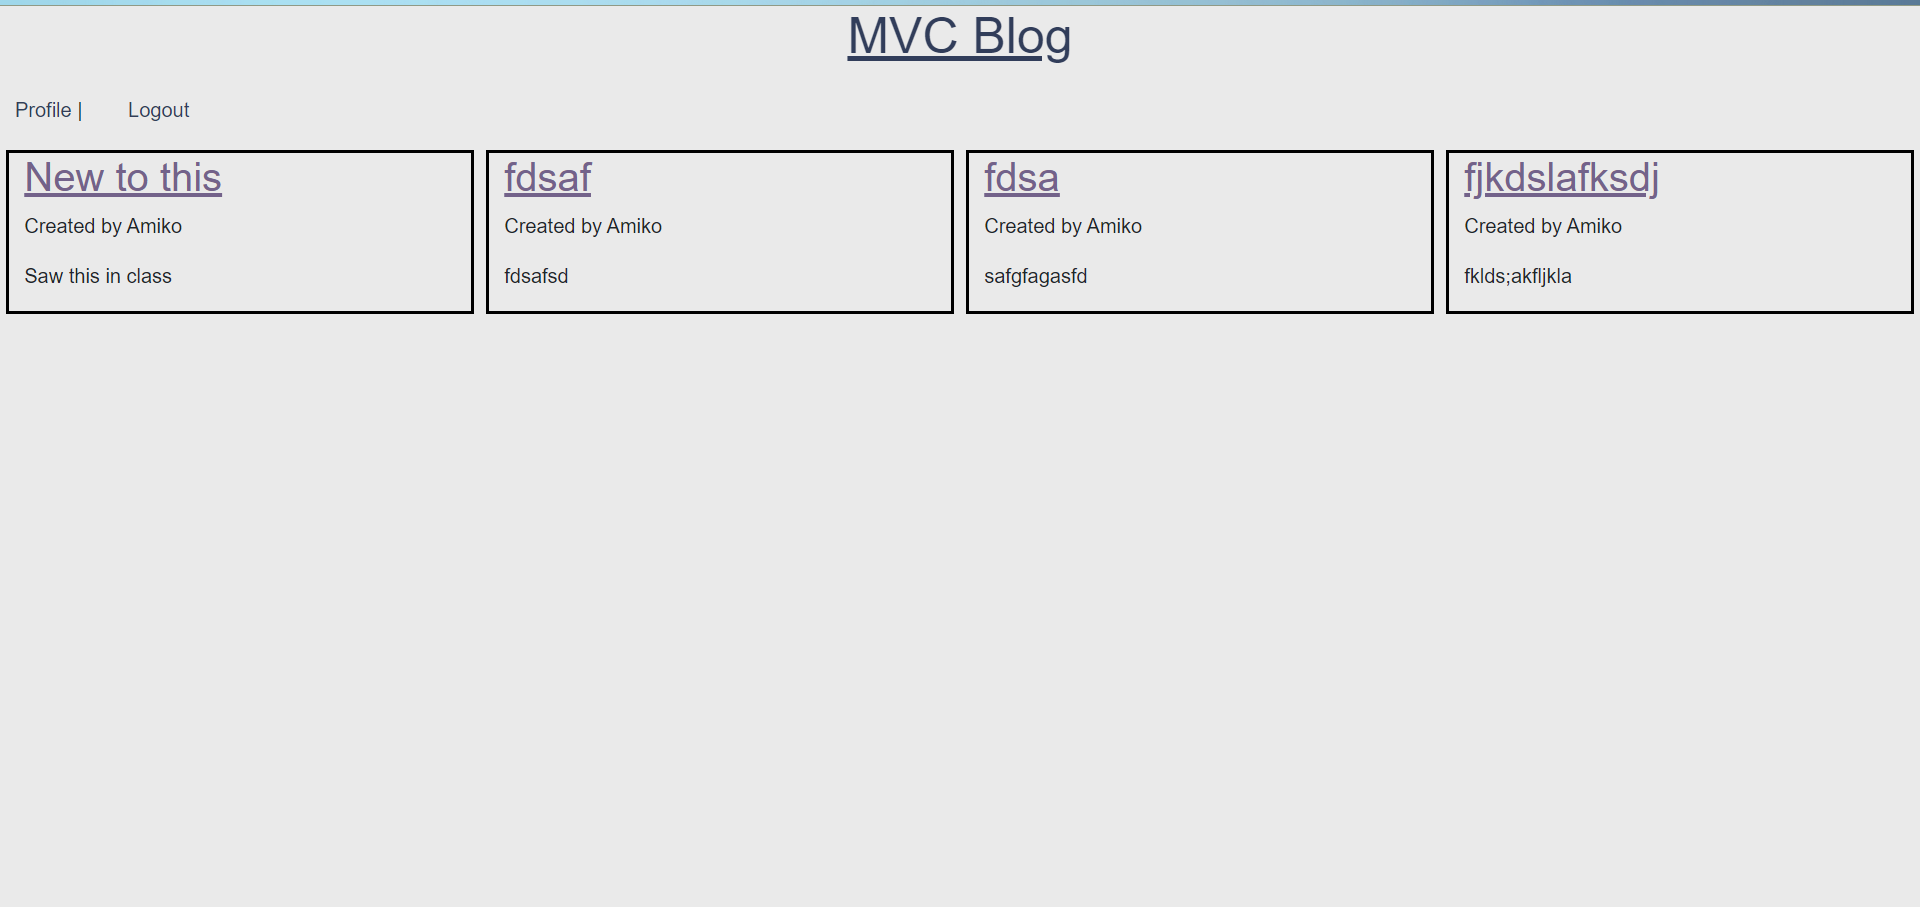 MVC Blog
Profile | Logout
New to this
Created by Amiko
Saw this in class
fdsaf
Created by Amiko
fdsafsd
fdsa
Created by Amiko
safgfagasfd
fjkdslafksdj
Created by Amiko
fklds;akfljkla